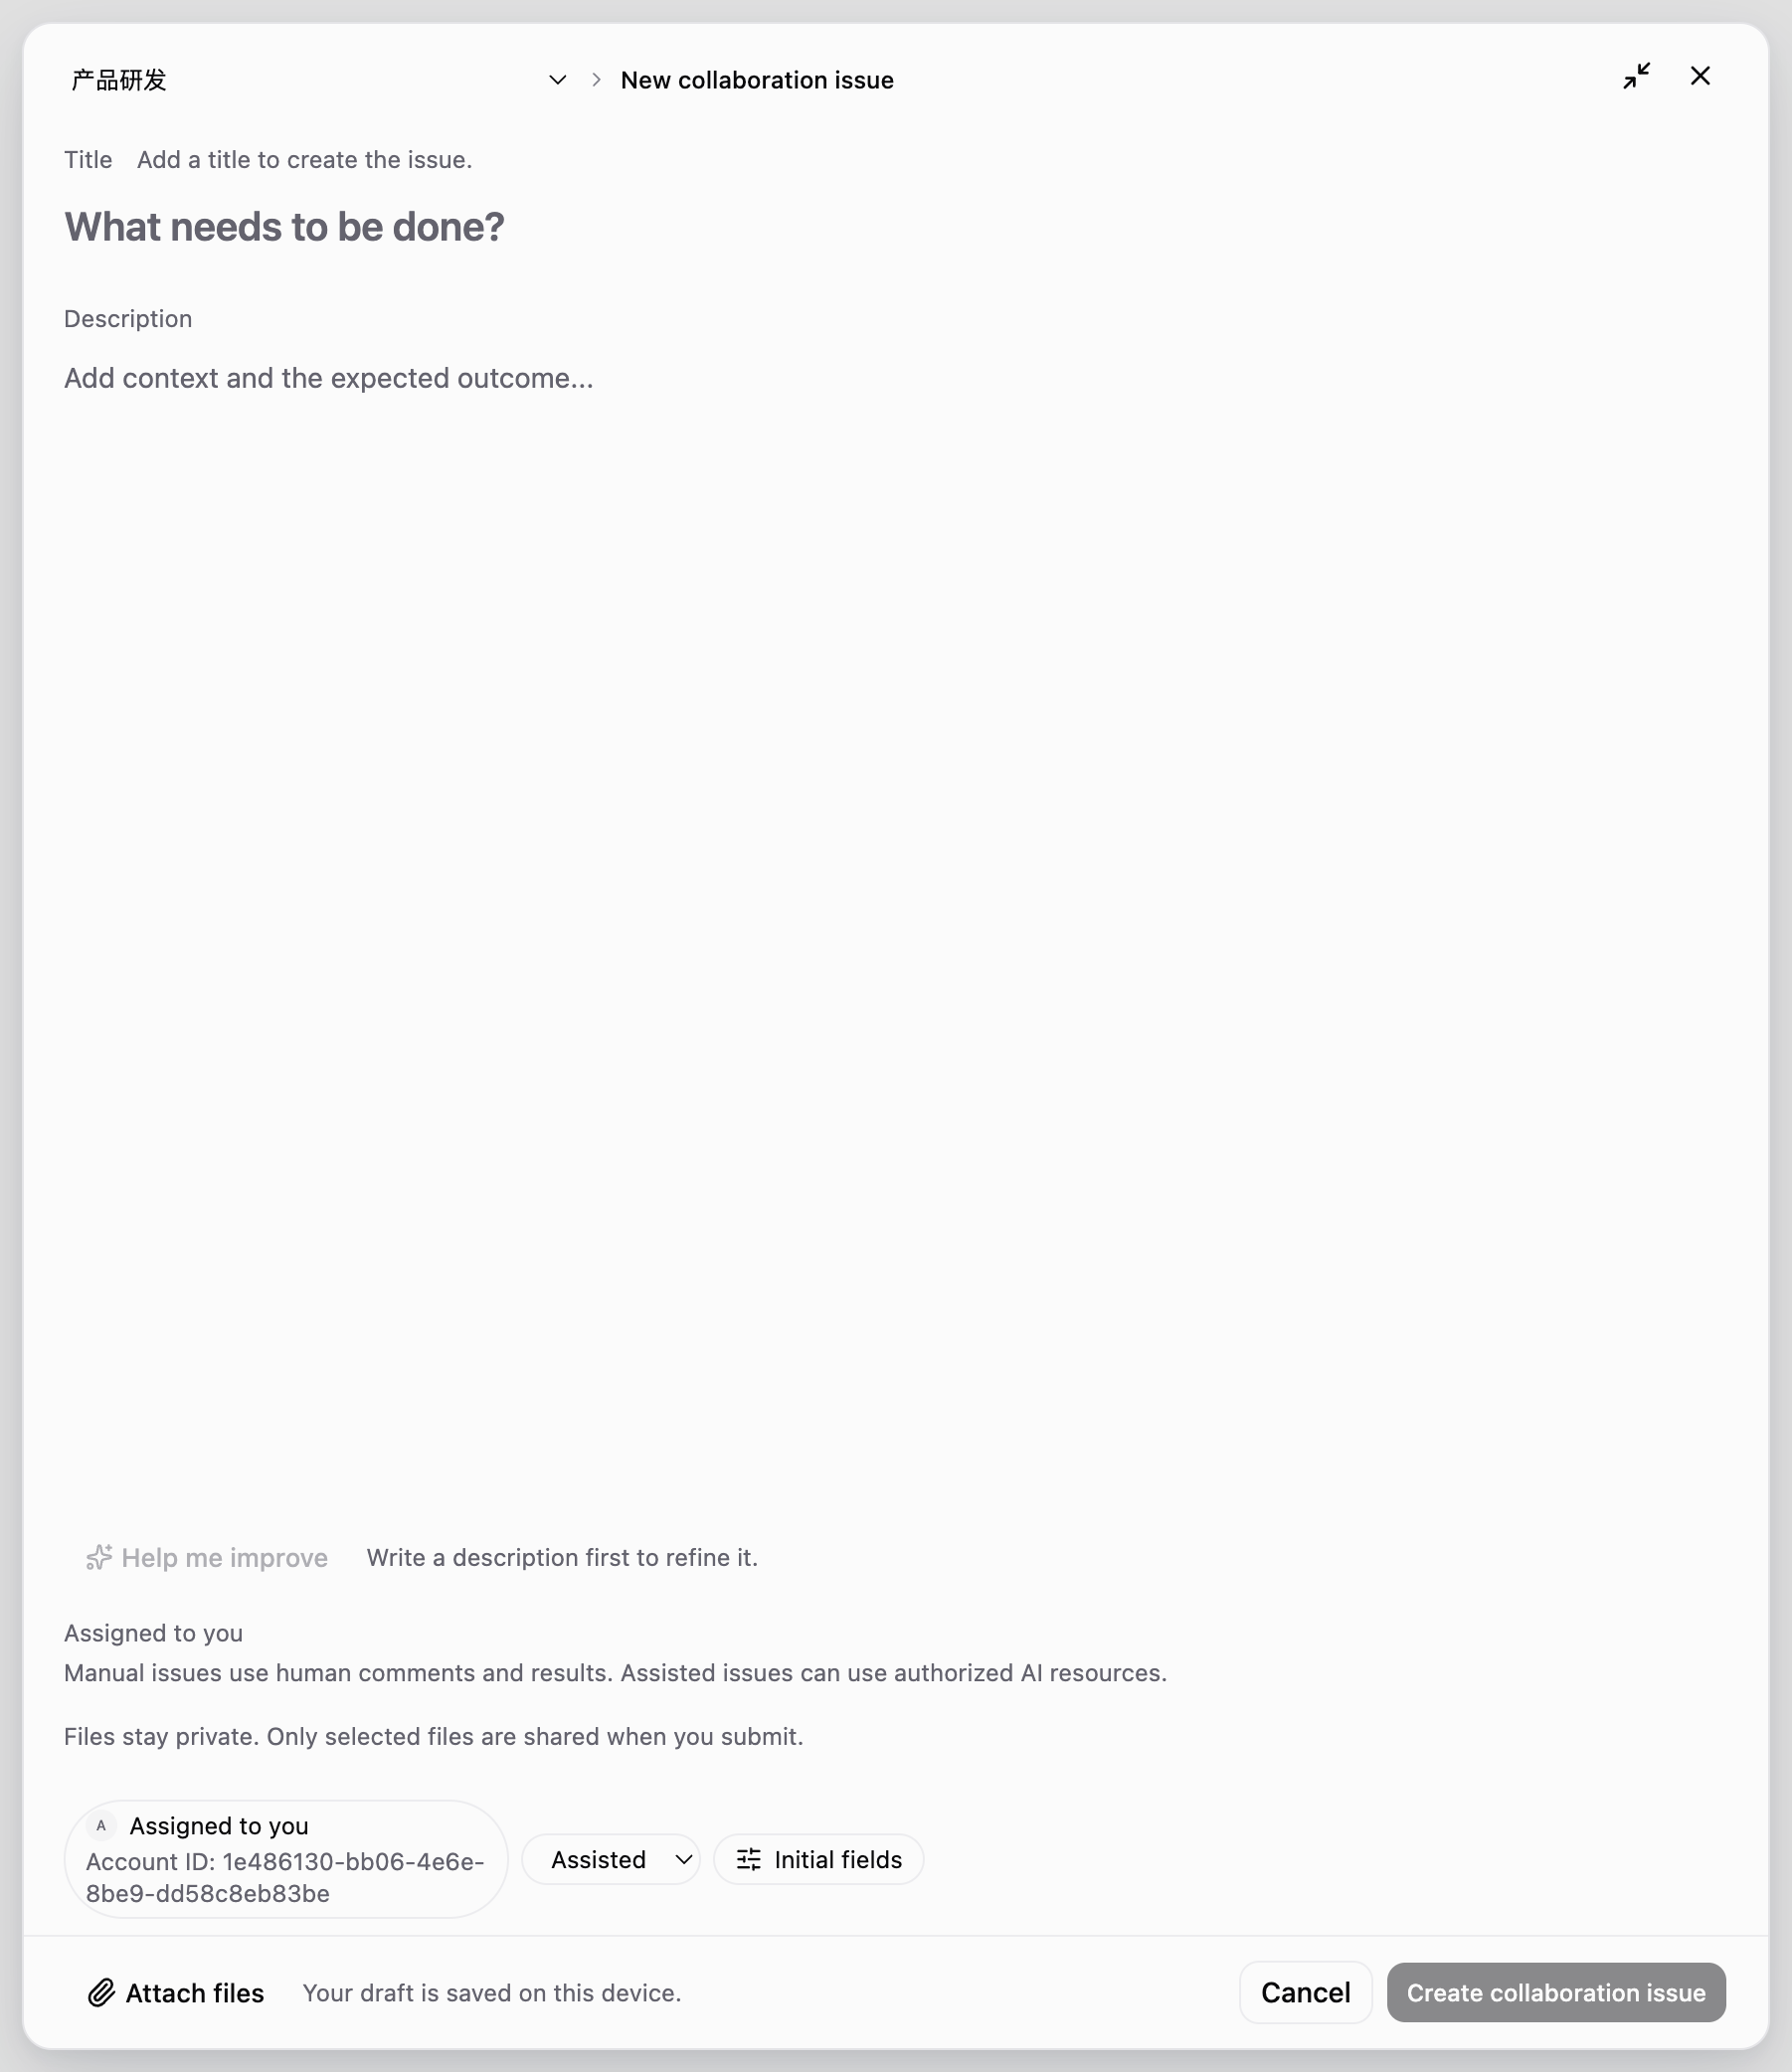 产品研发
New collaboration issue
Title Add a title to create the issue.
What needs to be done?
Description
Add context and the expected outcome...
Help me improve Write a description first to refine it.
Assigned to you
Manual issues use human comments and results. Assisted issues can use authorized AI resources.
Files stay private. Only selected files are shared when you submit.
A Assigned to you
Account ID: 1e486130-bb06-4e6e-
8be9-dd58c8eb83be
Assisted
Initial fields
Attach files Your draft is saved on this device.
Cancel
Create collaboration issue